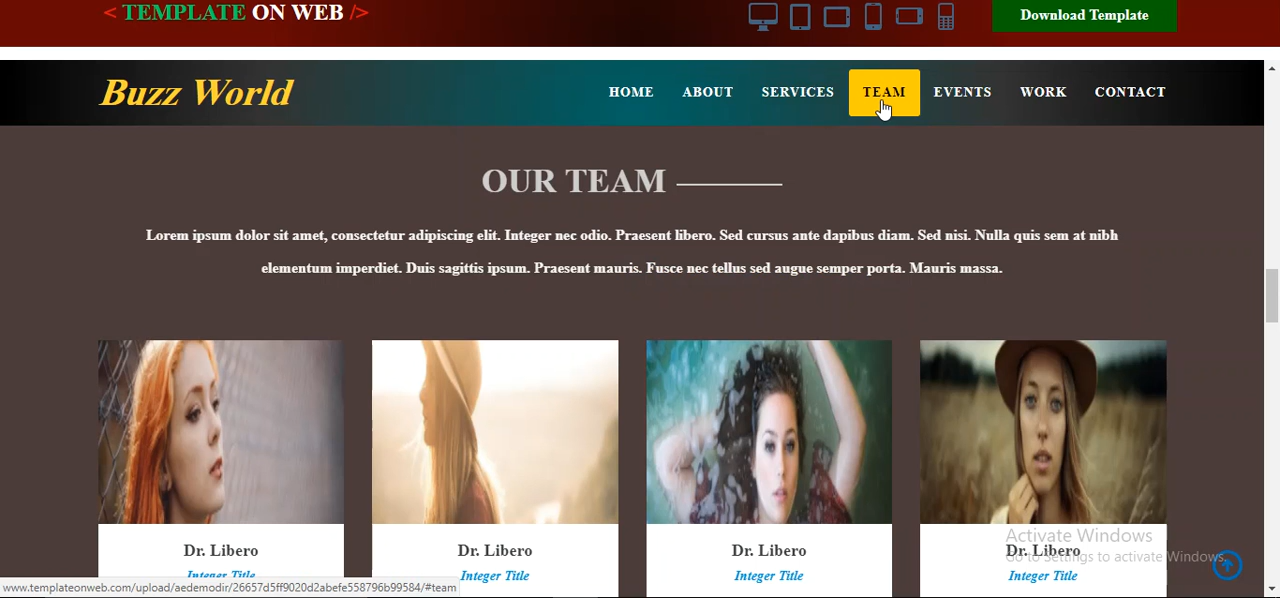 < TEMPLATE ON WEB />
Download Template
Buzz World
HOME ABOUT SERVICES TEAM EVENTS WORK CONTACT
OUR TEAM
Lorem ipsum dolor sit amet, consectetur adipiscing elit. Integer nec odio. Praesent libero. Sed cursus ante dapibus diam. Sed nisi. Nulla quis sem at nibh
elementum imperdiet. Duis sagittis ipsum. Praesent mauris. Fusce nec tellus sed augue semper porta. Mauris massa.
Dr. Libero Dr. Libero Dr. Libero Dr. Libero
Integer Title Integer Title Integer Title Integer Title
Activate Windows
Go to Settings to activate Windows.
www.templateonweb.com/upload/aedemodir/26657d5ff9020d2abefe558796b99584/#team